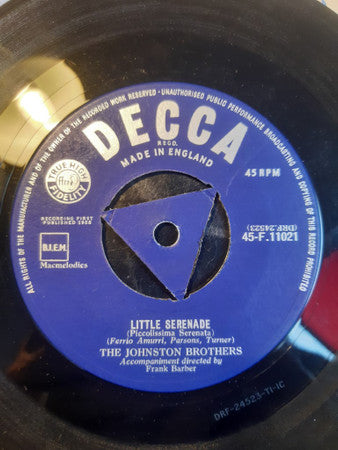 ALL RIGHTS OF THE MANUFACTURER AND OF THE OWNER OF THE RECORDED WORK RESERVED · UNAUTHORISED PUBLIC PERFORMANCE BROADCASTING AND COPYING OF THIS RECORD PROHIBITED
DECCA
REGD.
MADE IN ENGLAND
TRUE HIGH
ffrr
FIDELITY
45 RPM
RECORDING FIRST
PUBLISHED 1958
(DRF.24523)
45-F.11021
B.I.E.M.
Macmelodies
LITTLE SERENADE
(Piccolissima Serenata)
(Ferrio Amurri, Parsons, Turner)
THE JOHNSTON BROTHERS
Accompaniment directed by
Frank Barber
DRF-24523-T1-1C